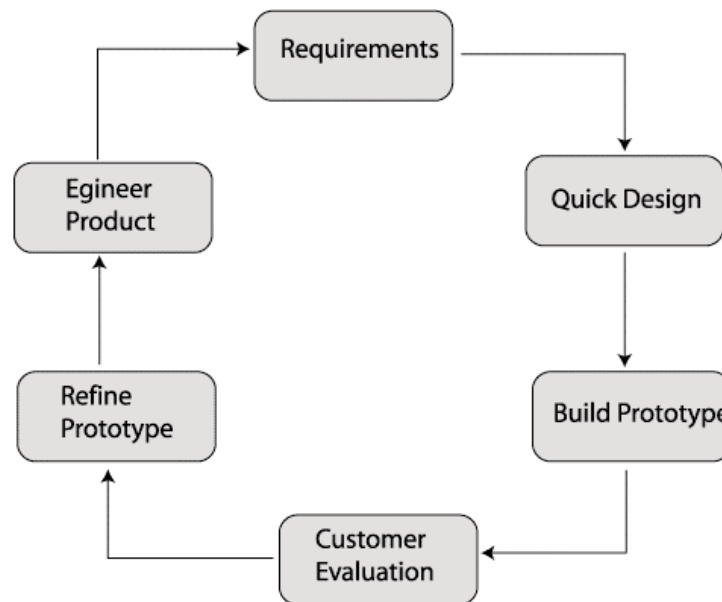 Requirements
Quick Design
Build Prototype
Customer
Evaluation
Refine
Prototype
Egineer
Product